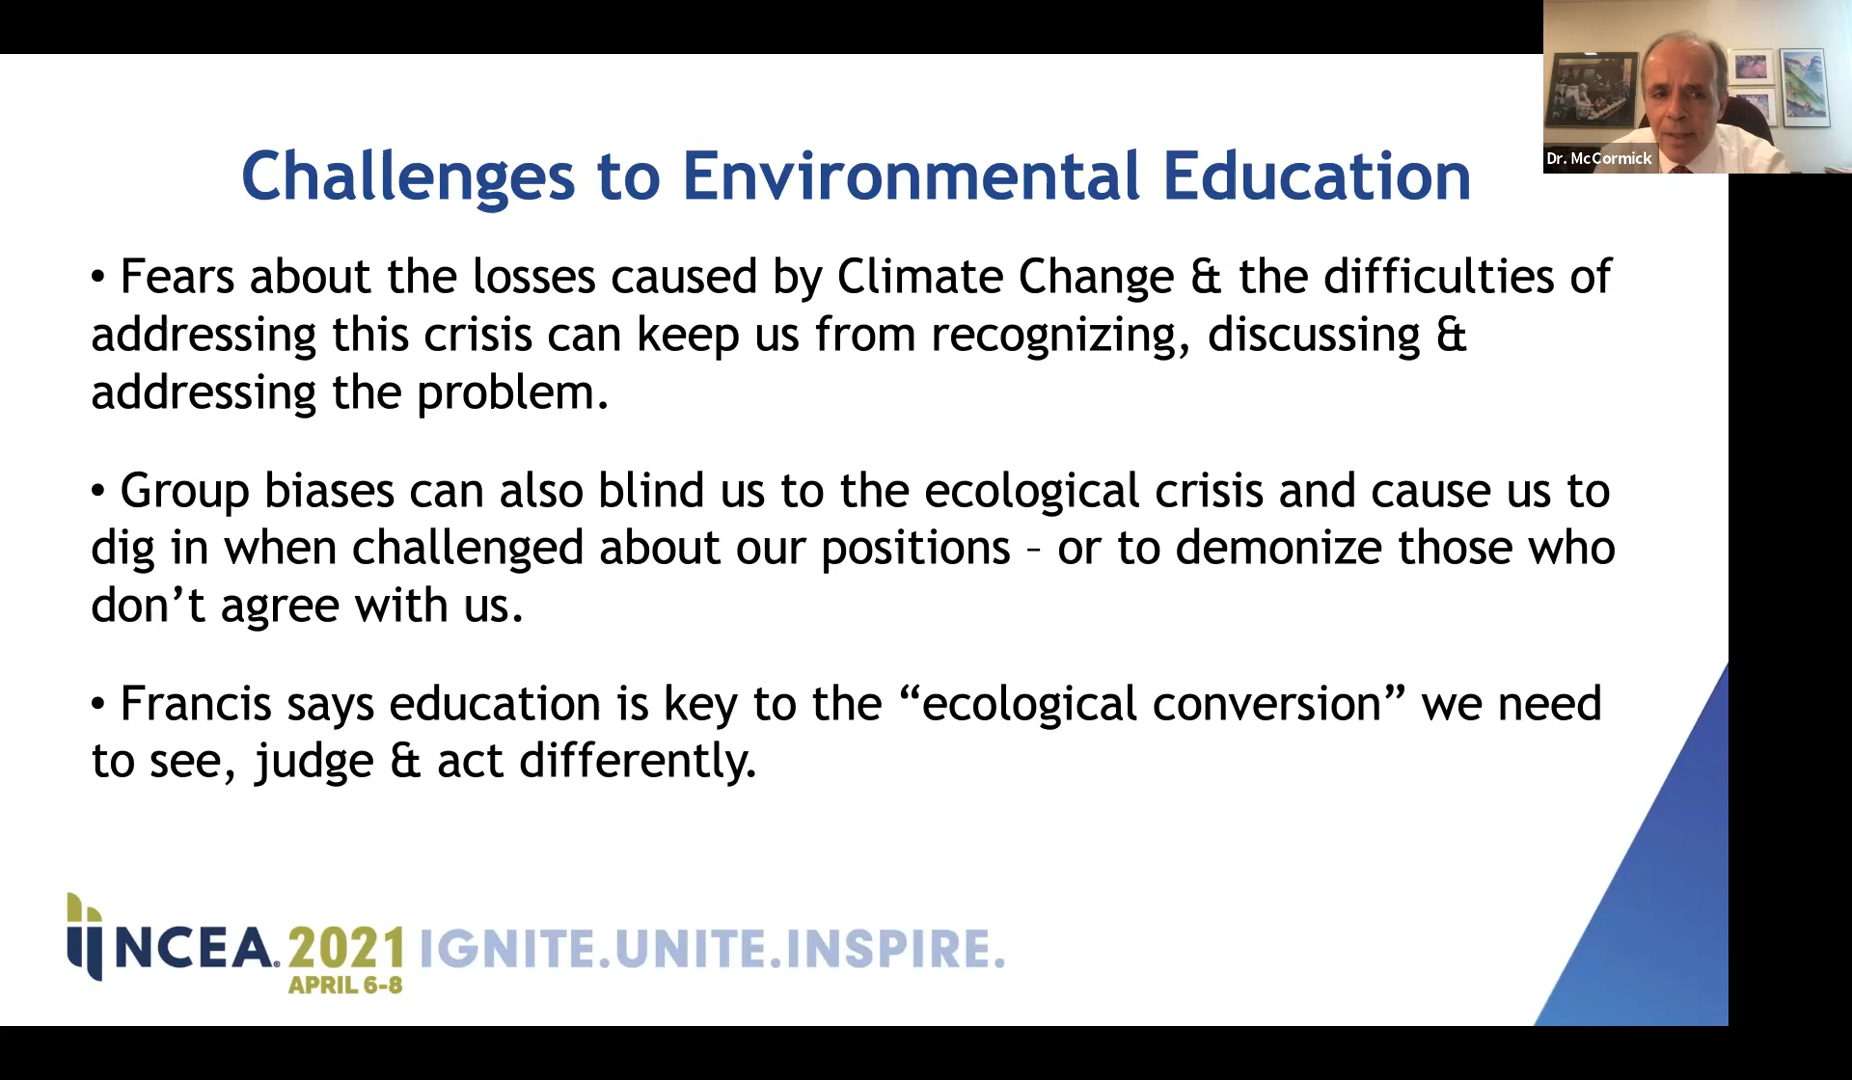 Dr. McCormick
Challenges to Environmental Education
• Fears about the losses caused by Climate Change & the difficulties of
addressing this crisis can keep us from recognizing, discussing &
addressing the problem.
• Group biases can also blind us to the ecological crisis and cause us to
dig in when challenged about our positions – or to demonize those who
don’t agree with us.
• Francis says education is key to the “ecological conversion” we need
to see, judge & act differently.
NCEA® 2021 IGNITE.UNITE.INSPIRE.
APRIL 6-8